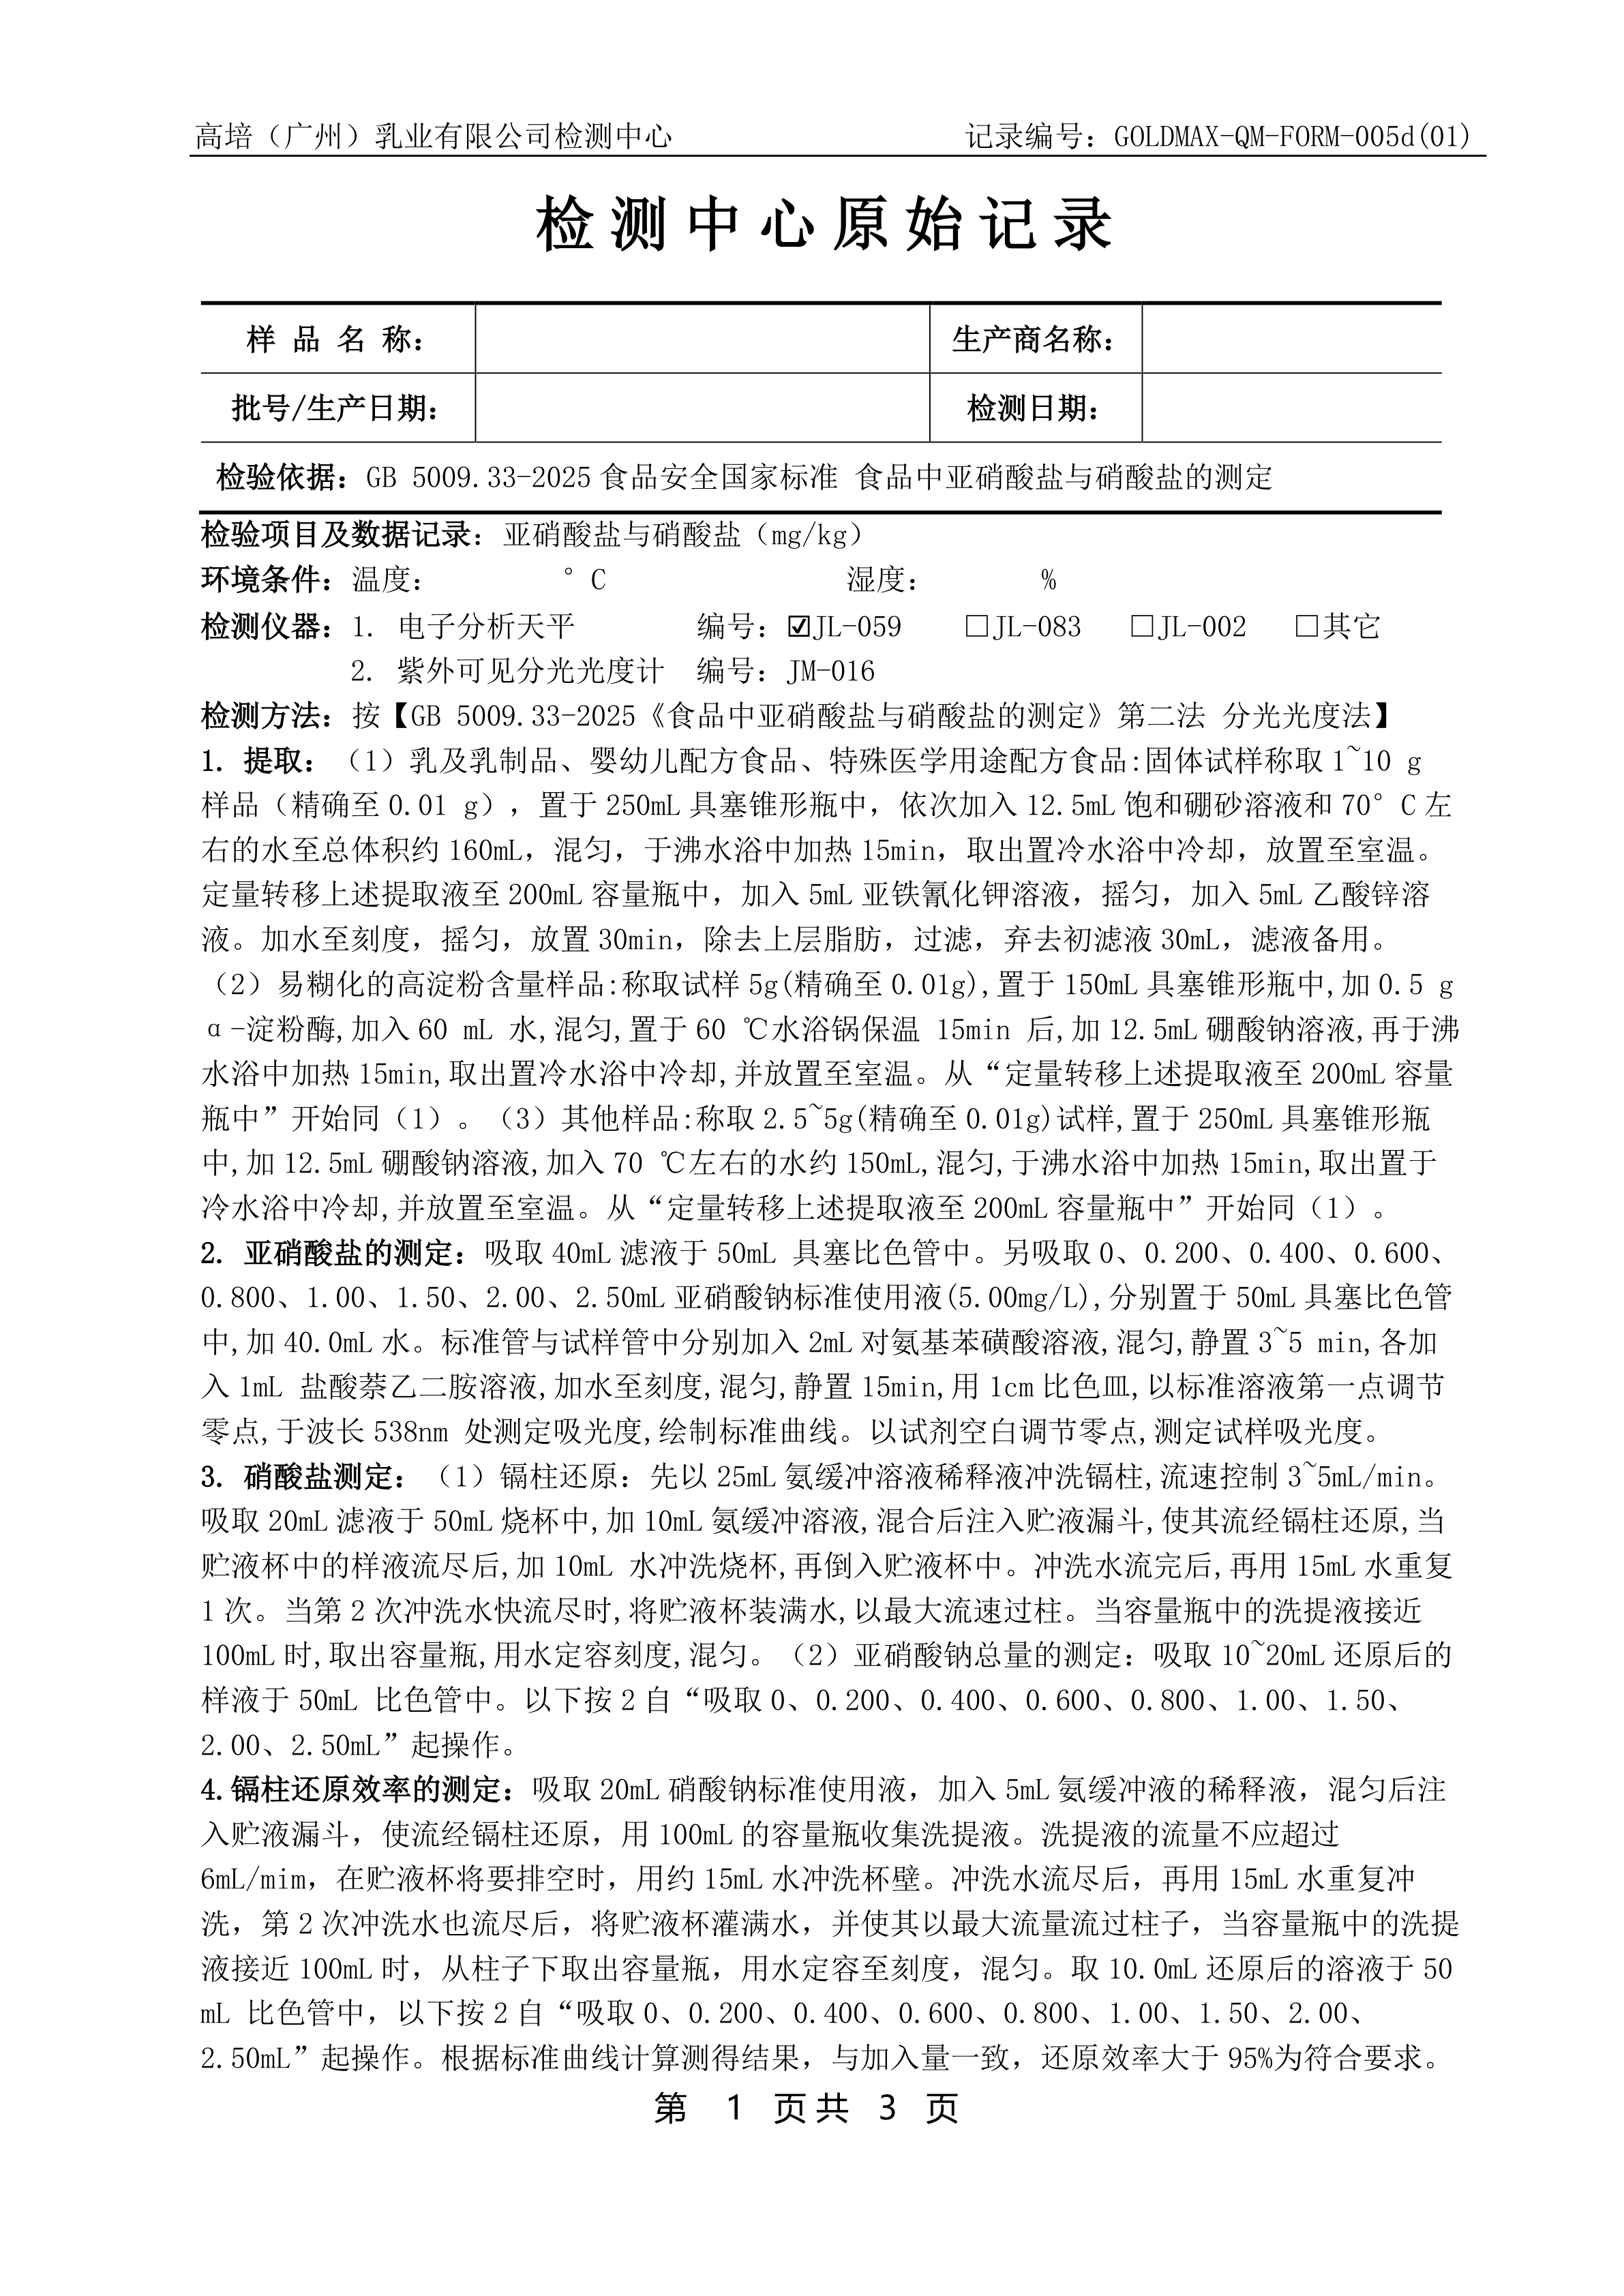 高培（广州）乳业有限公司检测中心 记录编号：GOLDMAX-QM-FORM-005d(01)
检测中心原始记录
样 品 名 称： 生产商名称：
批号/生产日期： 检测日期：
检验依据：GB 5009.33-2025 食品安全国家标准 食品中亚硝酸盐与硝酸盐的测定
检验项目及数据记录：亚硝酸盐与硝酸盐（mg/kg）
环境条件：温度： °C 湿度： %
检测仪器：1. 电子分析天平 编号：☑JL-059 □JL-083 □JL-002 □其它
2. 紫外可见分光光度计 编号：JM-016
检测方法：按【GB 5009.33-2025《食品中亚硝酸盐与硝酸盐的测定》第二法 分光光度法】
1. 提取：（1）乳及乳制品、婴幼儿配方食品、特殊医学用途配方食品:固体试样称取 1~10 g
样品（精确至 0.01 g），置于 250mL 具塞锥形瓶中，依次加入 12.5mL 饱和硼砂溶液和 70°C 左
右的水至总体积约 160mL，混匀，于沸水浴中加热 15min，取出置冷水浴中冷却，放置至室温。
定量转移上述提取液至 200mL 容量瓶中，加入 5mL 亚铁氰化钾溶液，摇匀，加入 5mL 乙酸锌溶
液。加水至刻度，摇匀，放置 30min，除去上层脂肪，过滤，弃去初滤液 30mL，滤液备用。
（2）易糊化的高淀粉含量样品:称取试样 5g(精确至 0.01g),置于 150mL 具塞锥形瓶中,加 0.5 g
α-淀粉酶,加入 60 mL 水,混匀,置于 60 ℃水浴锅保温 15min 后,加 12.5mL 硼酸钠溶液,再于沸
水浴中加热 15min,取出置冷水浴中冷却,并放置至室温。从“定量转移上述提取液至 200mL 容量
瓶中”开始同（1）。（3）其他样品:称取 2.5~5g(精确至 0.01g)试样,置于 250mL 具塞锥形瓶
中,加 12.5mL 硼酸钠溶液,加入 70 ℃左右的水约 150mL,混匀,于沸水浴中加热 15min,取出置于
冷水浴中冷却,并放置至室温。从“定量转移上述提取液至 200mL 容量瓶中”开始同（1）。
2. 亚硝酸盐的测定：吸取 40mL 滤液于 50mL 具塞比色管中。另吸取 0、0.200、0.400、0.600、
0.800、1.00、1.50、2.00、2.50mL 亚硝酸钠标准使用液(5.00mg/L),分别置于 50mL 具塞比色管
中,加 40.0mL 水。标准管与试样管中分别加入 2mL 对氨基苯磺酸溶液,混匀,静置 3~5 min,各加
入 1mL 盐酸萘乙二胺溶液,加水至刻度,混匀,静置 15min,用 1cm 比色皿,以标准溶液第一点调节
零点,于波长 538nm 处测定吸光度,绘制标准曲线。以试剂空白调节零点,测定试样吸光度。
3. 硝酸盐测定：（1）镉柱还原：先以 25mL 氨缓冲溶液稀释液冲洗镉柱,流速控制 3~5mL/min。
吸取 20mL 滤液于 50mL 烧杯中,加 10mL 氨缓冲溶液,混合后注入贮液漏斗,使其流经镉柱还原,当
贮液杯中的样液流尽后,加 10mL 水冲洗烧杯,再倒入贮液杯中。冲洗水流完后,再用 15mL 水重复
1 次。当第 2 次冲洗水快流尽时,将贮液杯装满水,以最大流速过柱。当容量瓶中的洗提液接近
100mL 时,取出容量瓶,用水定容刻度,混匀。（2）亚硝酸钠总量的测定：吸取 10~20mL 还原后的
样液于 50mL 比色管中。以下按 2 自“吸取 0、0.200、0.400、0.600、0.800、1.00、1.50、
2.00、2.50mL”起操作。
4.镉柱还原效率的测定：吸取 20mL 硝酸钠标准使用液，加入 5mL 氨缓冲液的稀释液，混匀后注
入贮液漏斗，使流经镉柱还原，用 100mL 的容量瓶收集洗提液。洗提液的流量不应超过
6mL/mim，在贮液杯将要排空时，用约 15mL 水冲洗杯壁。冲洗水流尽后，再用 15mL 水重复冲
洗，第 2 次冲洗水也流尽后，将贮液杯灌满水，并使其以最大流量流过柱子，当容量瓶中的洗提
液接近 100mL 时，从柱子下取出容量瓶，用水定容至刻度，混匀。取 10.0mL 还原后的溶液于 50
mL 比色管中，以下按 2 自“吸取 0、0.200、0.400、0.600、0.800、1.00、1.50、2.00、
2.50mL”起操作。根据标准曲线计算测得结果，与加入量一致，还原效率大于 95%为符合要求。
第 1 页共 3 页